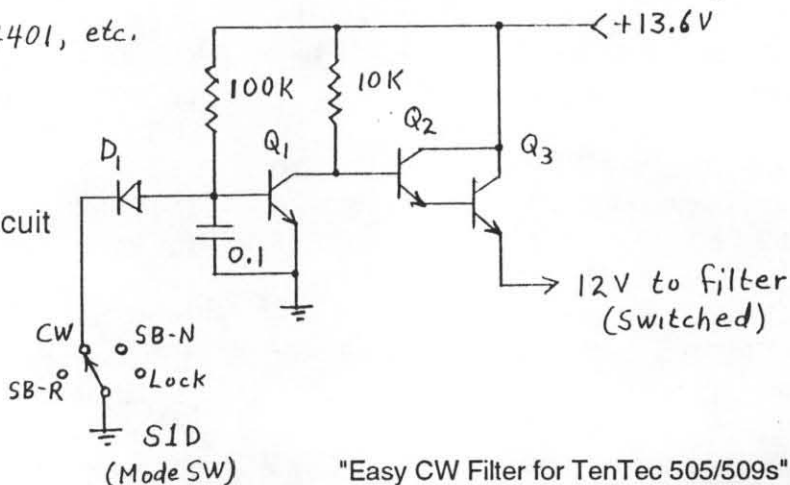 401, etc.
+13.6V
100K
10K
Q2
Q1
Q3
D1
cuit
0.1
12V to filter
(Switched)
CW
SB-N
SB-R
Lock
S1D
(Mode SW)
"Easy CW Filter for TenTec 505/509s"